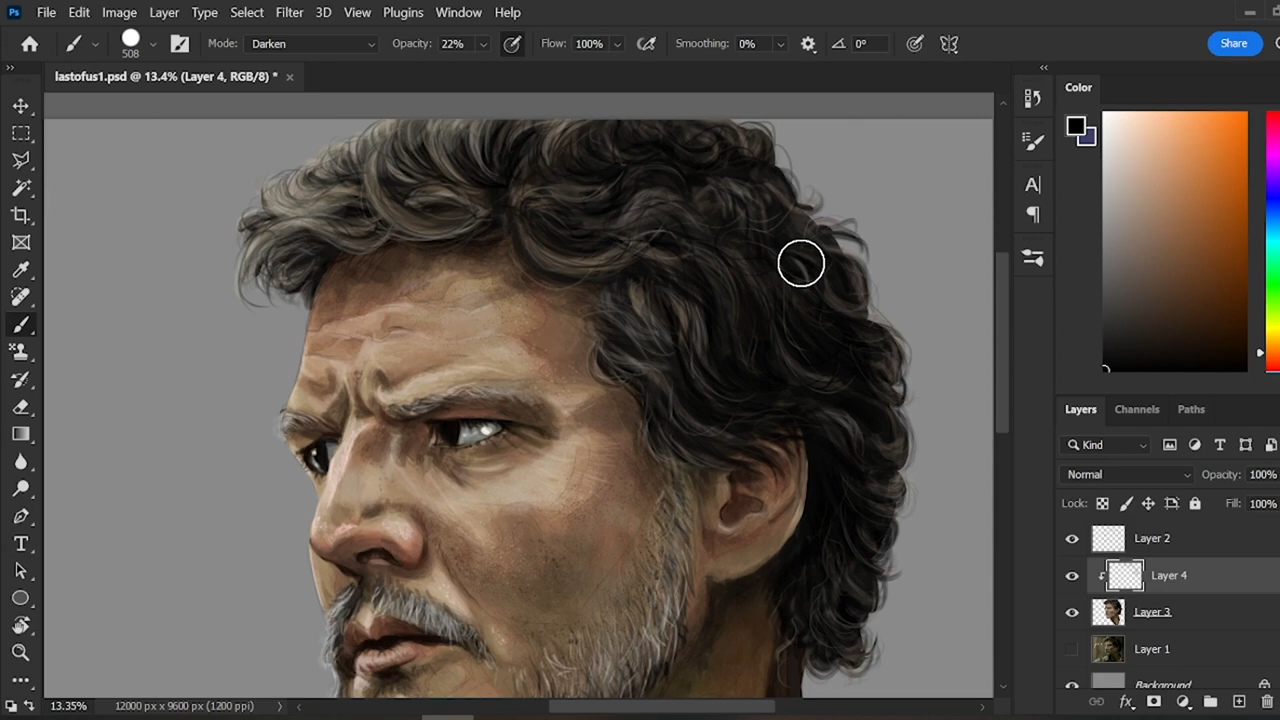 Ps File Edit Image Layer Type Select Filter 3D View Plugins Window Help
508 Mode: Darken Opacity: 22% Flow: 100% Smoothing: 0% 0° Share
lastofus1.psd @ 13.4% (Layer 4, RGB/8) *
Color
Layers Channels Paths
Kind
Normal Opacity: 100%
Lock: Fill: 100%
Layer 2
Layer 4
Layer 3
Layer 1
Background
13.35% 12000 px x 9600 px (1200 ppi)